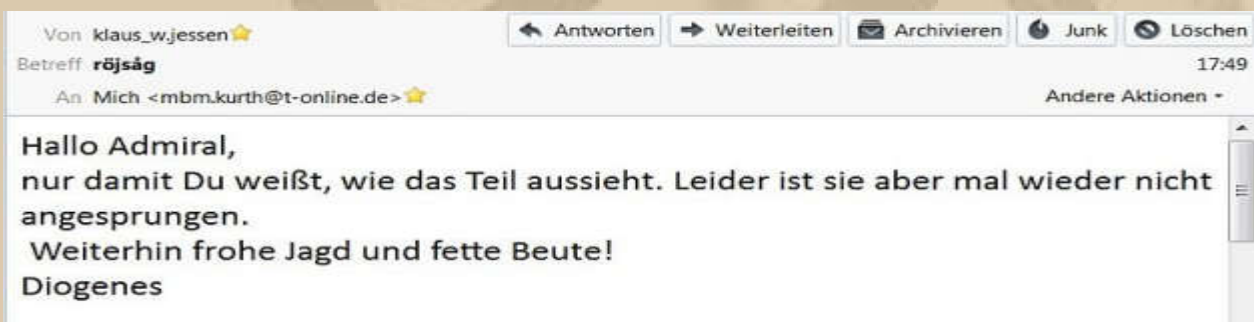 Von klaus_w.jessen Antworten Weiterleiten Archivieren Junk Löschen
Betreff röjsåg 17:49
An Mich <mbm.kurth@t-online.de> Andere Aktionen
Hallo Admiral,
nur damit Du weißt, wie das Teil aussieht. Leider ist sie aber mal wieder nicht
angesprungen.
Weiterhin frohe Jagd und fette Beute!
Diogenes